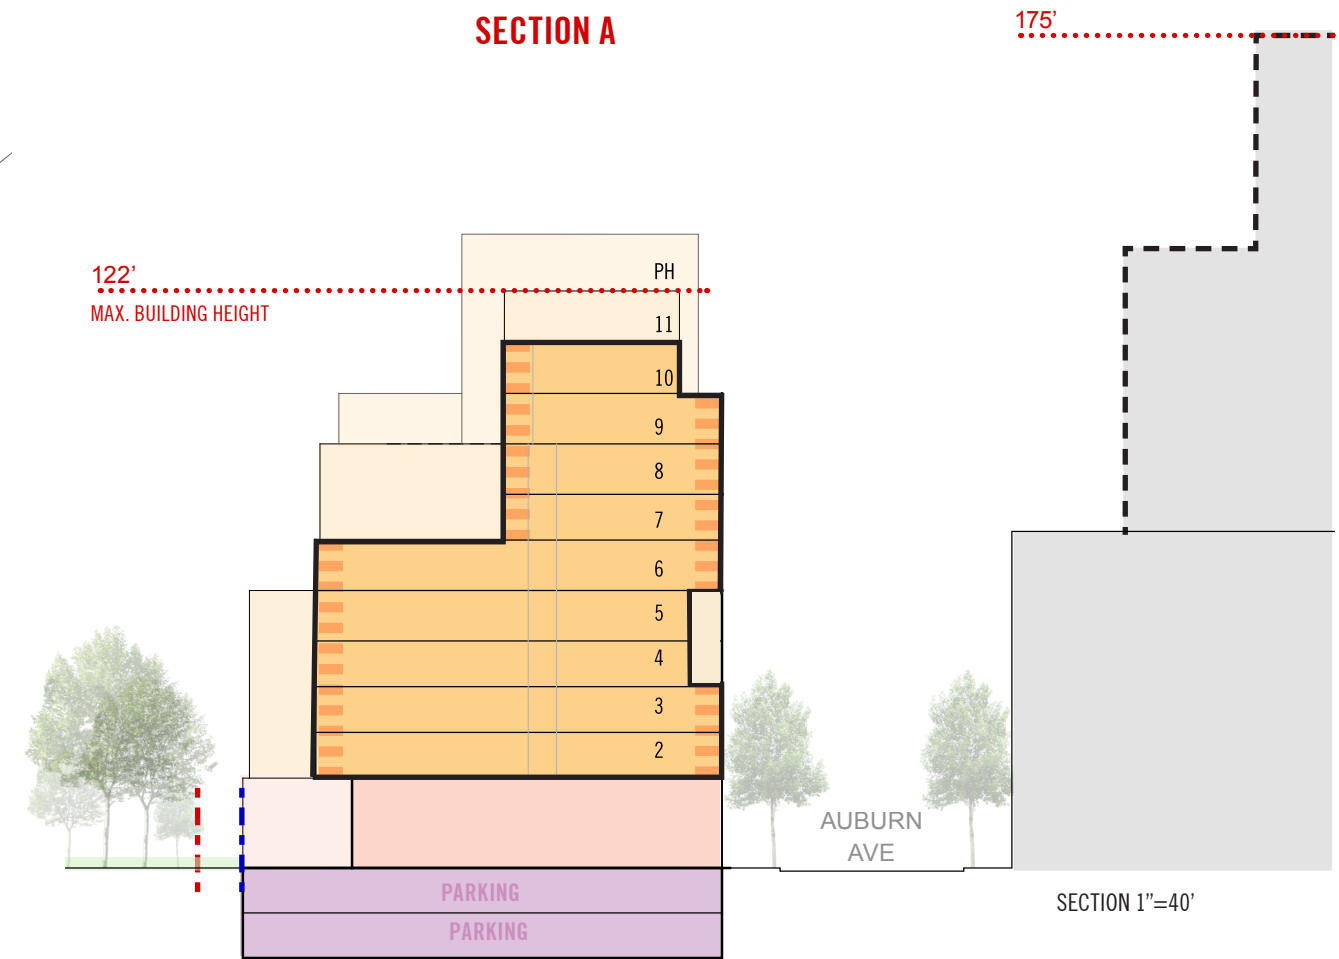 SECTION A
175’
122’
MAX. BUILDING HEIGHT
PH
11
10
9
8
7
6
5
4
3
2
AUBURN
AVE
PARKING
PARKING
SECTION 1”=40’